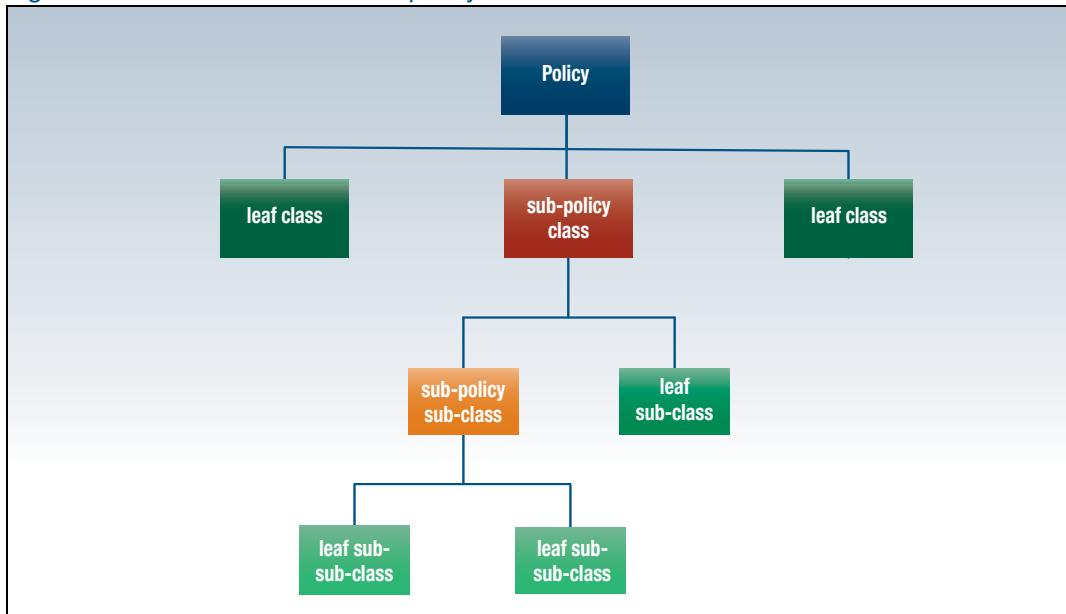 Policy
leaf class
sub-policy
class
leaf class
sub-policy
sub-class
leaf
sub-class
leaf sub-
sub-class
leaf sub-
sub-class